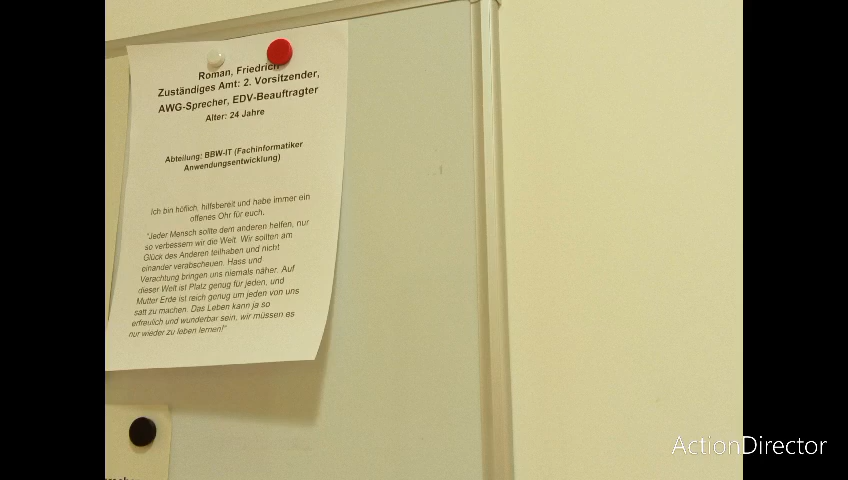 Roman, Friedrich
Zuständiges Amt: 2. Vorsitzender,
AWG-Sprecher, EDV-Beauftragter
Alter: 24 Jahre
Abteilung: BBW-IT (Fachinformatiker
Anwendungsentwicklung)
Ich bin höflich, hilfsbereit und habe immer ein
offenes Ohr für euch.
"Jeder Mensch sollte dem anderen helfen, nur
so verbessern wir die Welt. Wir sollten am
Glück des Anderen teilhaben und nicht
einander verabscheuen. Hass und
Verachtung bringen uns niemals näher. Auf
dieser Welt ist Platz genug für jeden, und
Mutter Erde ist reich genug um jeden von uns
satt zu machen. Das Leben kann ja so
erfreulich und wunderbar sein, wir müssen es
nur wieder zu leben lernen!"
ActionDirector